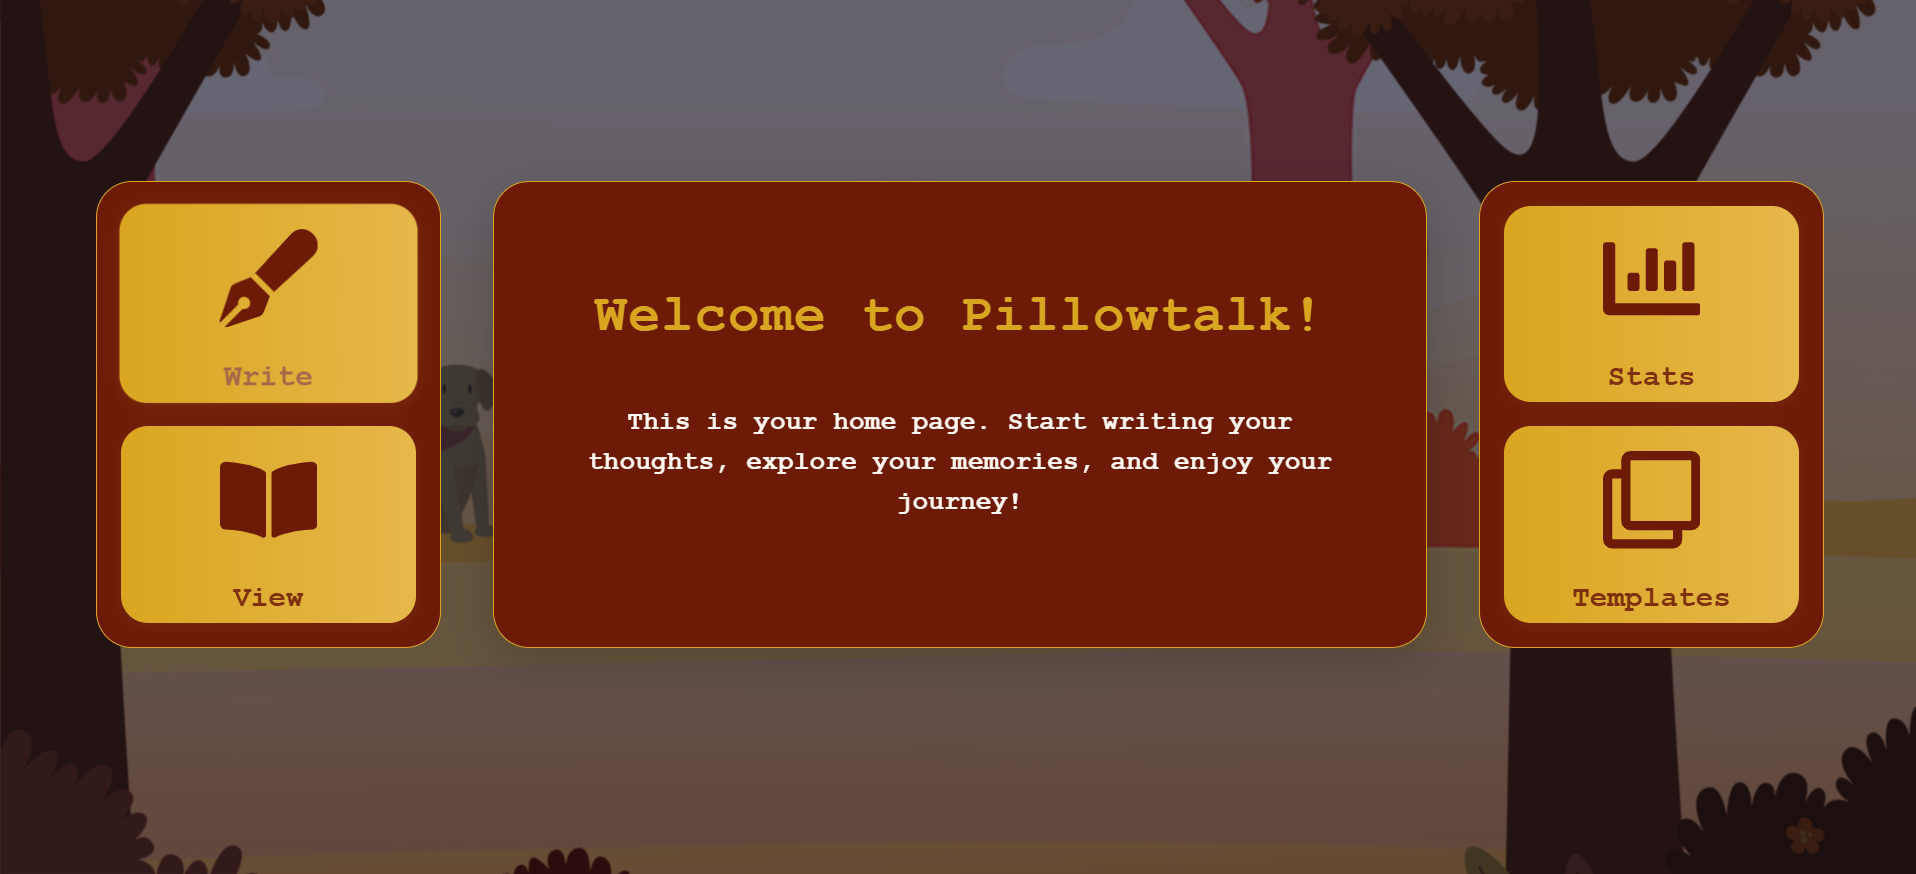 Write
View
Welcome to Pillowtalk!
This is your home page. Start writing your
thoughts, explore your memories, and enjoy your
journey!
Stats
Templates